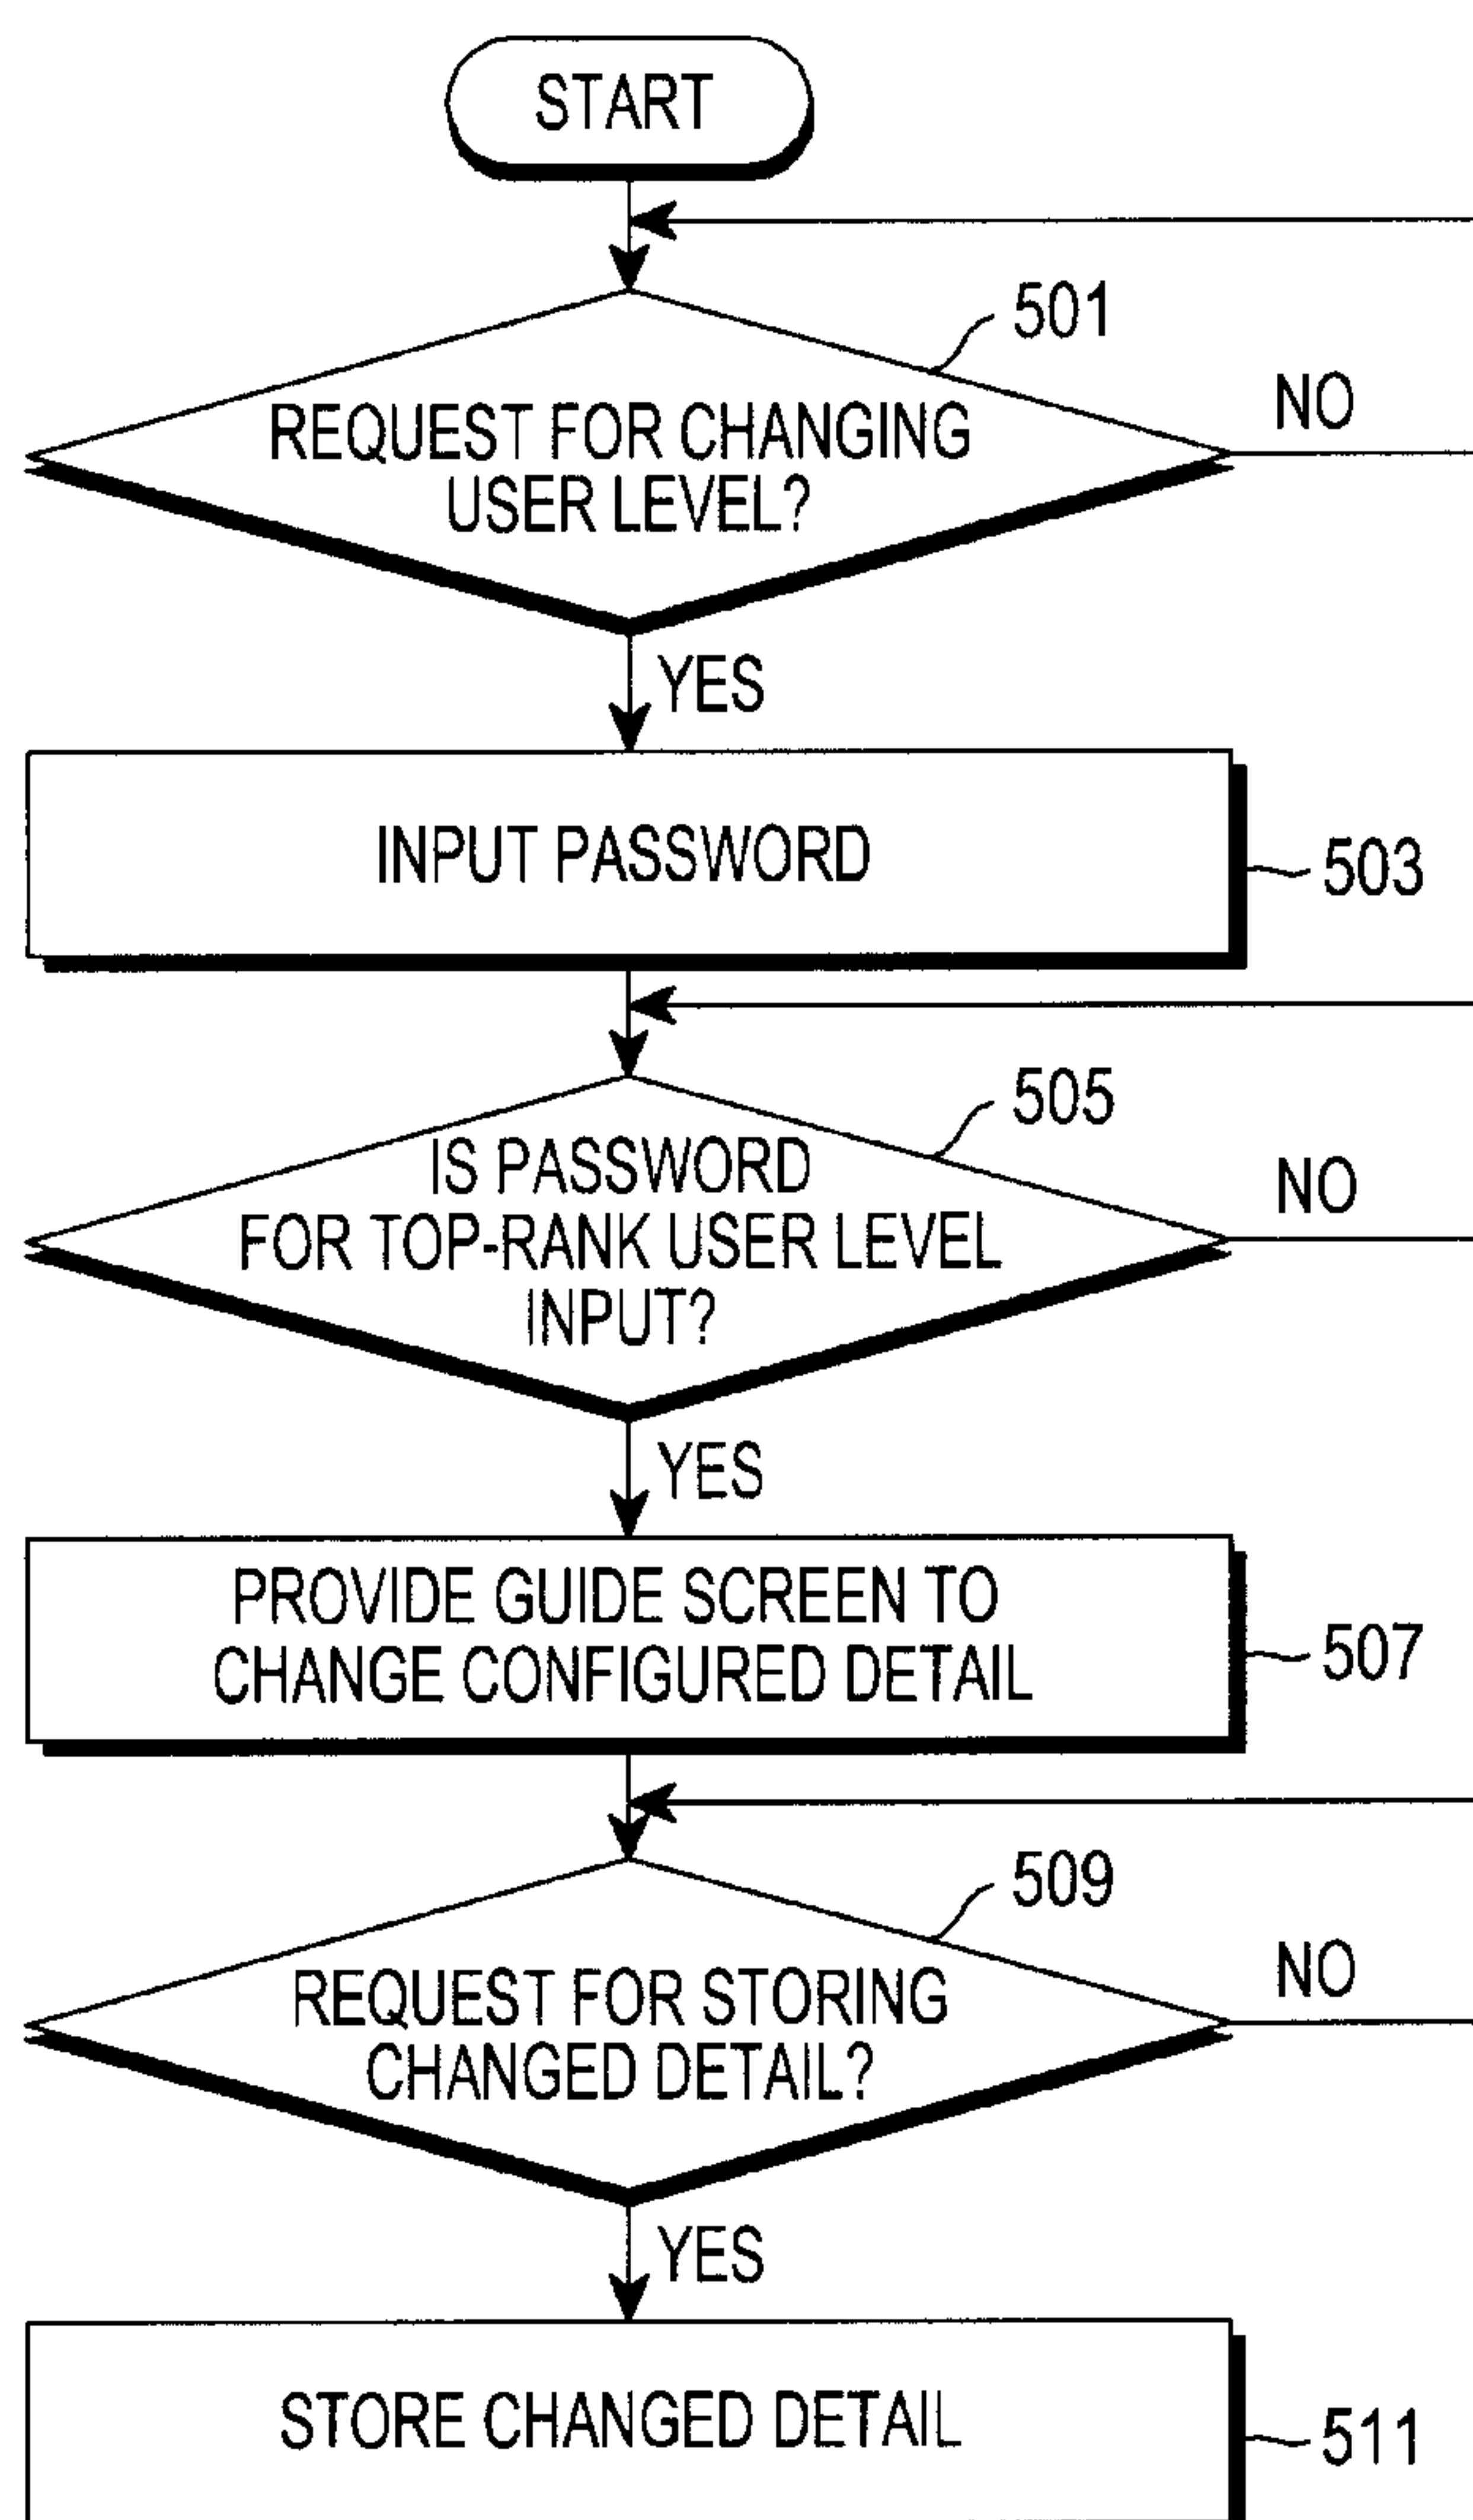 START
501
REQUEST FOR CHANGING
USER LEVEL?
NO
YES
INPUT PASSWORD
503
505
IS PASSWORD
FOR TOP-RANK USER LEVEL
INPUT?
NO
YES
PROVIDE GUIDE SCREEN TO
CHANGE CONFIGURED DETAIL
507
509
REQUEST FOR STORING
CHANGED DETAIL?
NO
YES
STORE CHANGED DETAIL
511